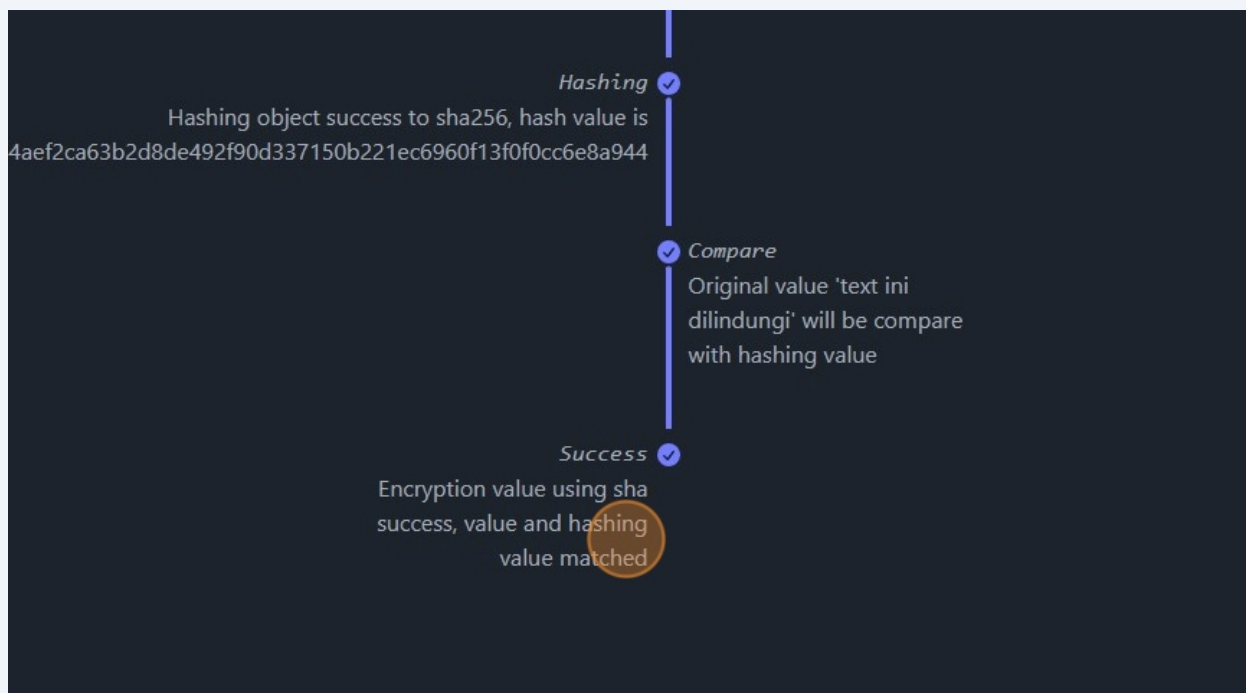 Hashing
Hashing object success to sha256, hash value is
4aef2ca63b2d8de492f90d337150b221ec6960f13f0f0cc6e8a944
Compare
Original value 'text ini
dilindungi' will be compare
with hashing value
Success
Encryption value using sha
success, value and hashing
value matched